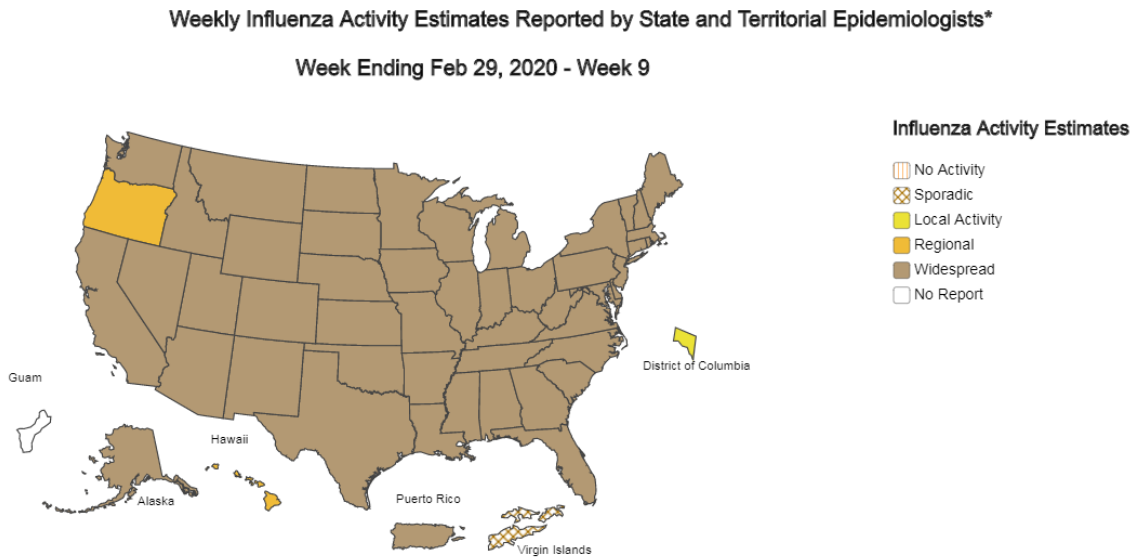 Weekly Influenza Activity Estimates Reported by State and Territorial Epidemiologists*
Week Ending Feb 29, 2020 - Week 9
Influenza Activity Estimates
No Activity
Sporadic
Local Activity
Regional
Widespread
No Report
District of Columbia
Guam
Hawaii
Alaska
Puerto Rico
Virgin Islands